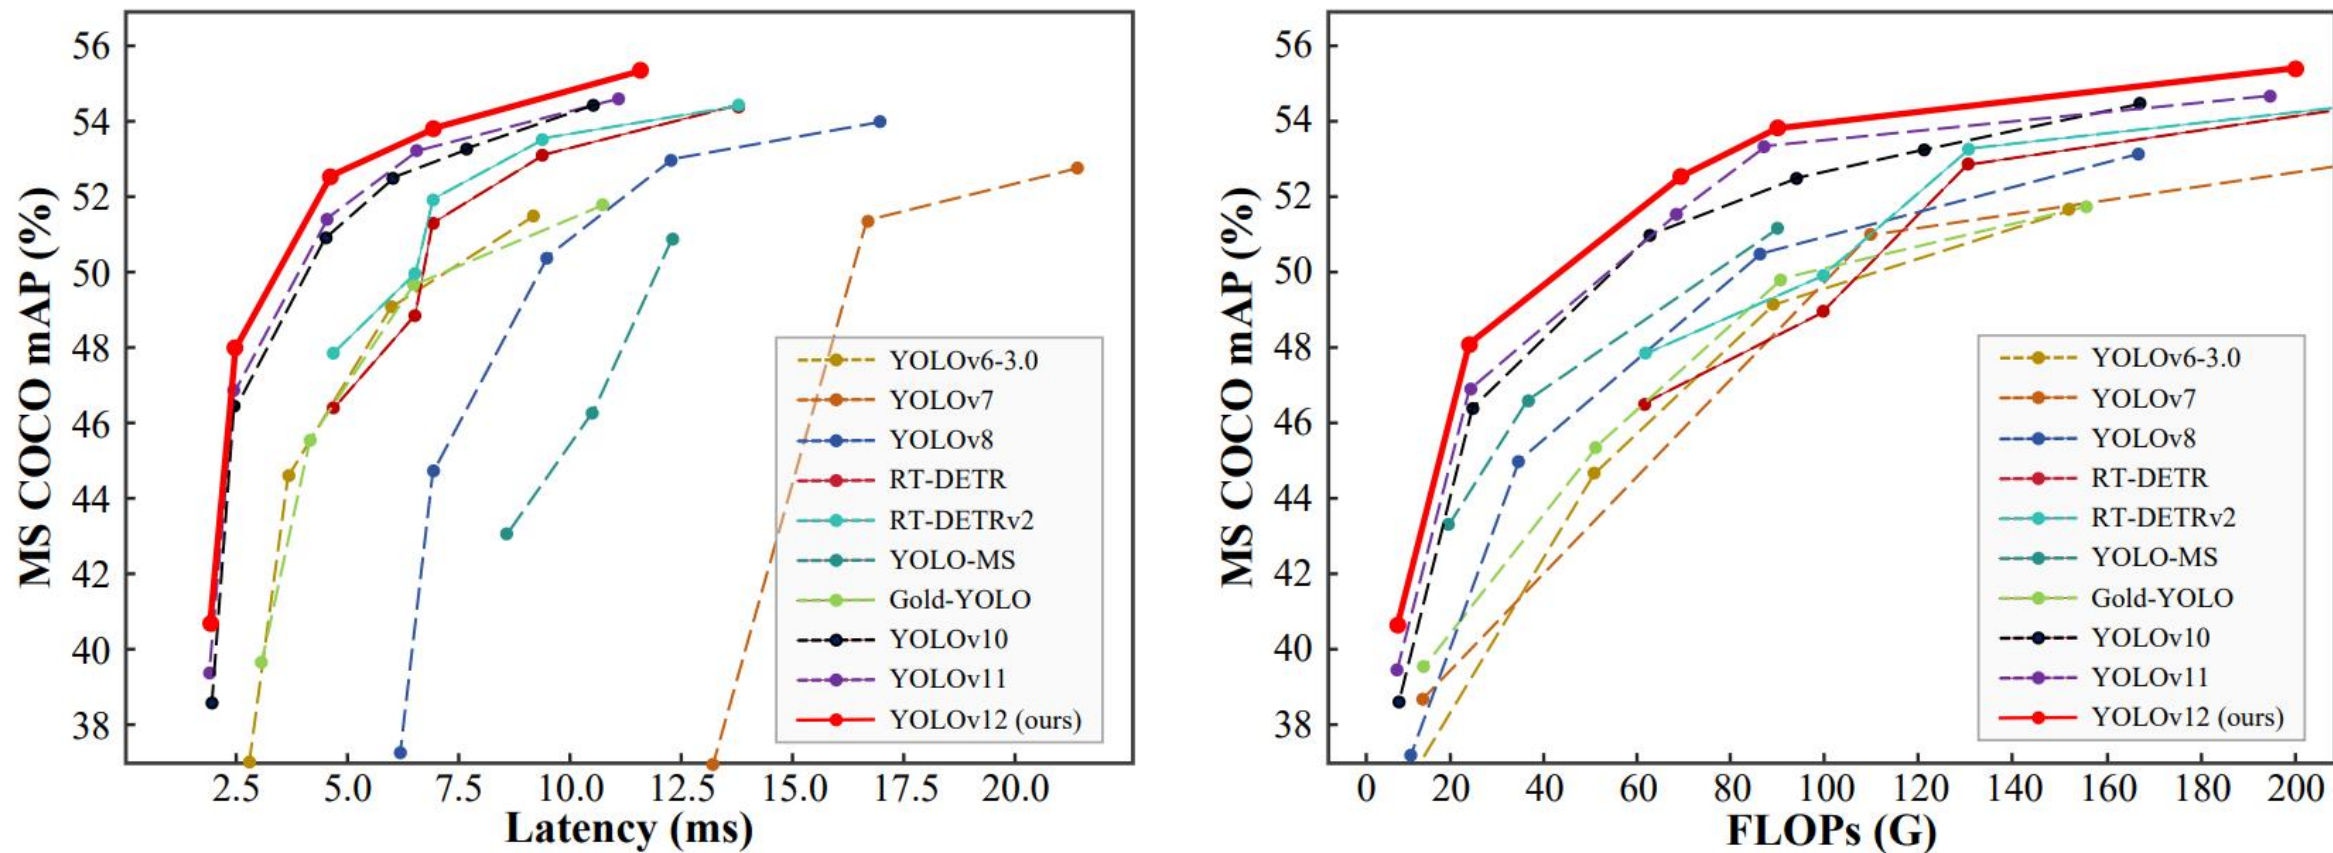 MS COCO mAP (%)
56
54
52
50
48
46
44
42
40
38
2.5 5.0 7.5 10.0 12.5 15.0 17.5 20.0
Latency (ms)
YOLOv6-3.0
YOLOv7
YOLOv8
RT-DETR
RT-DETRv2
YOLO-MS
Gold-YOLO
YOLOv10
YOLOv11
YOLOv12 (ours)
MS COCO mAP (%)
56
54
52
50
48
46
44
42
40
38
0 20 40 60 80 100 120 140 160 200
FLOPs (G)
YOLOv6-3.0
YOLOv7
YOLOv8
RT-DETR
RT-DETRv2
YOLO-MS
Gold-YOLO
YOLOv10
YOLOv11
YOLOv12 (ours)